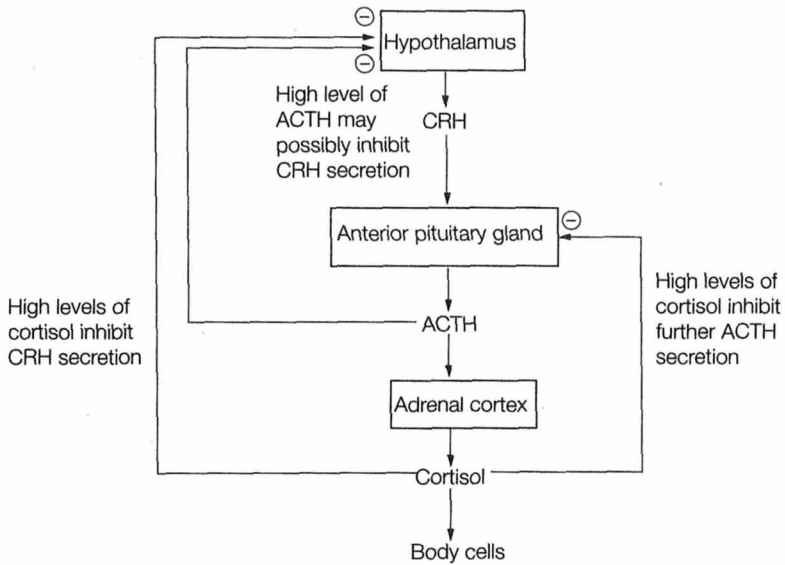 ⊖
Hypothalamus
⊖
High level of
ACTH may
possibly inhibit
CRH secretion
CRH
Anterior pituitary gland
⊖
High levels of
cortisol inhibit
CRH secretion
ACTH
High levels of
cortisol inhibit
further ACTH
secretion
Adrenal cortex
Cortisol
Body cells